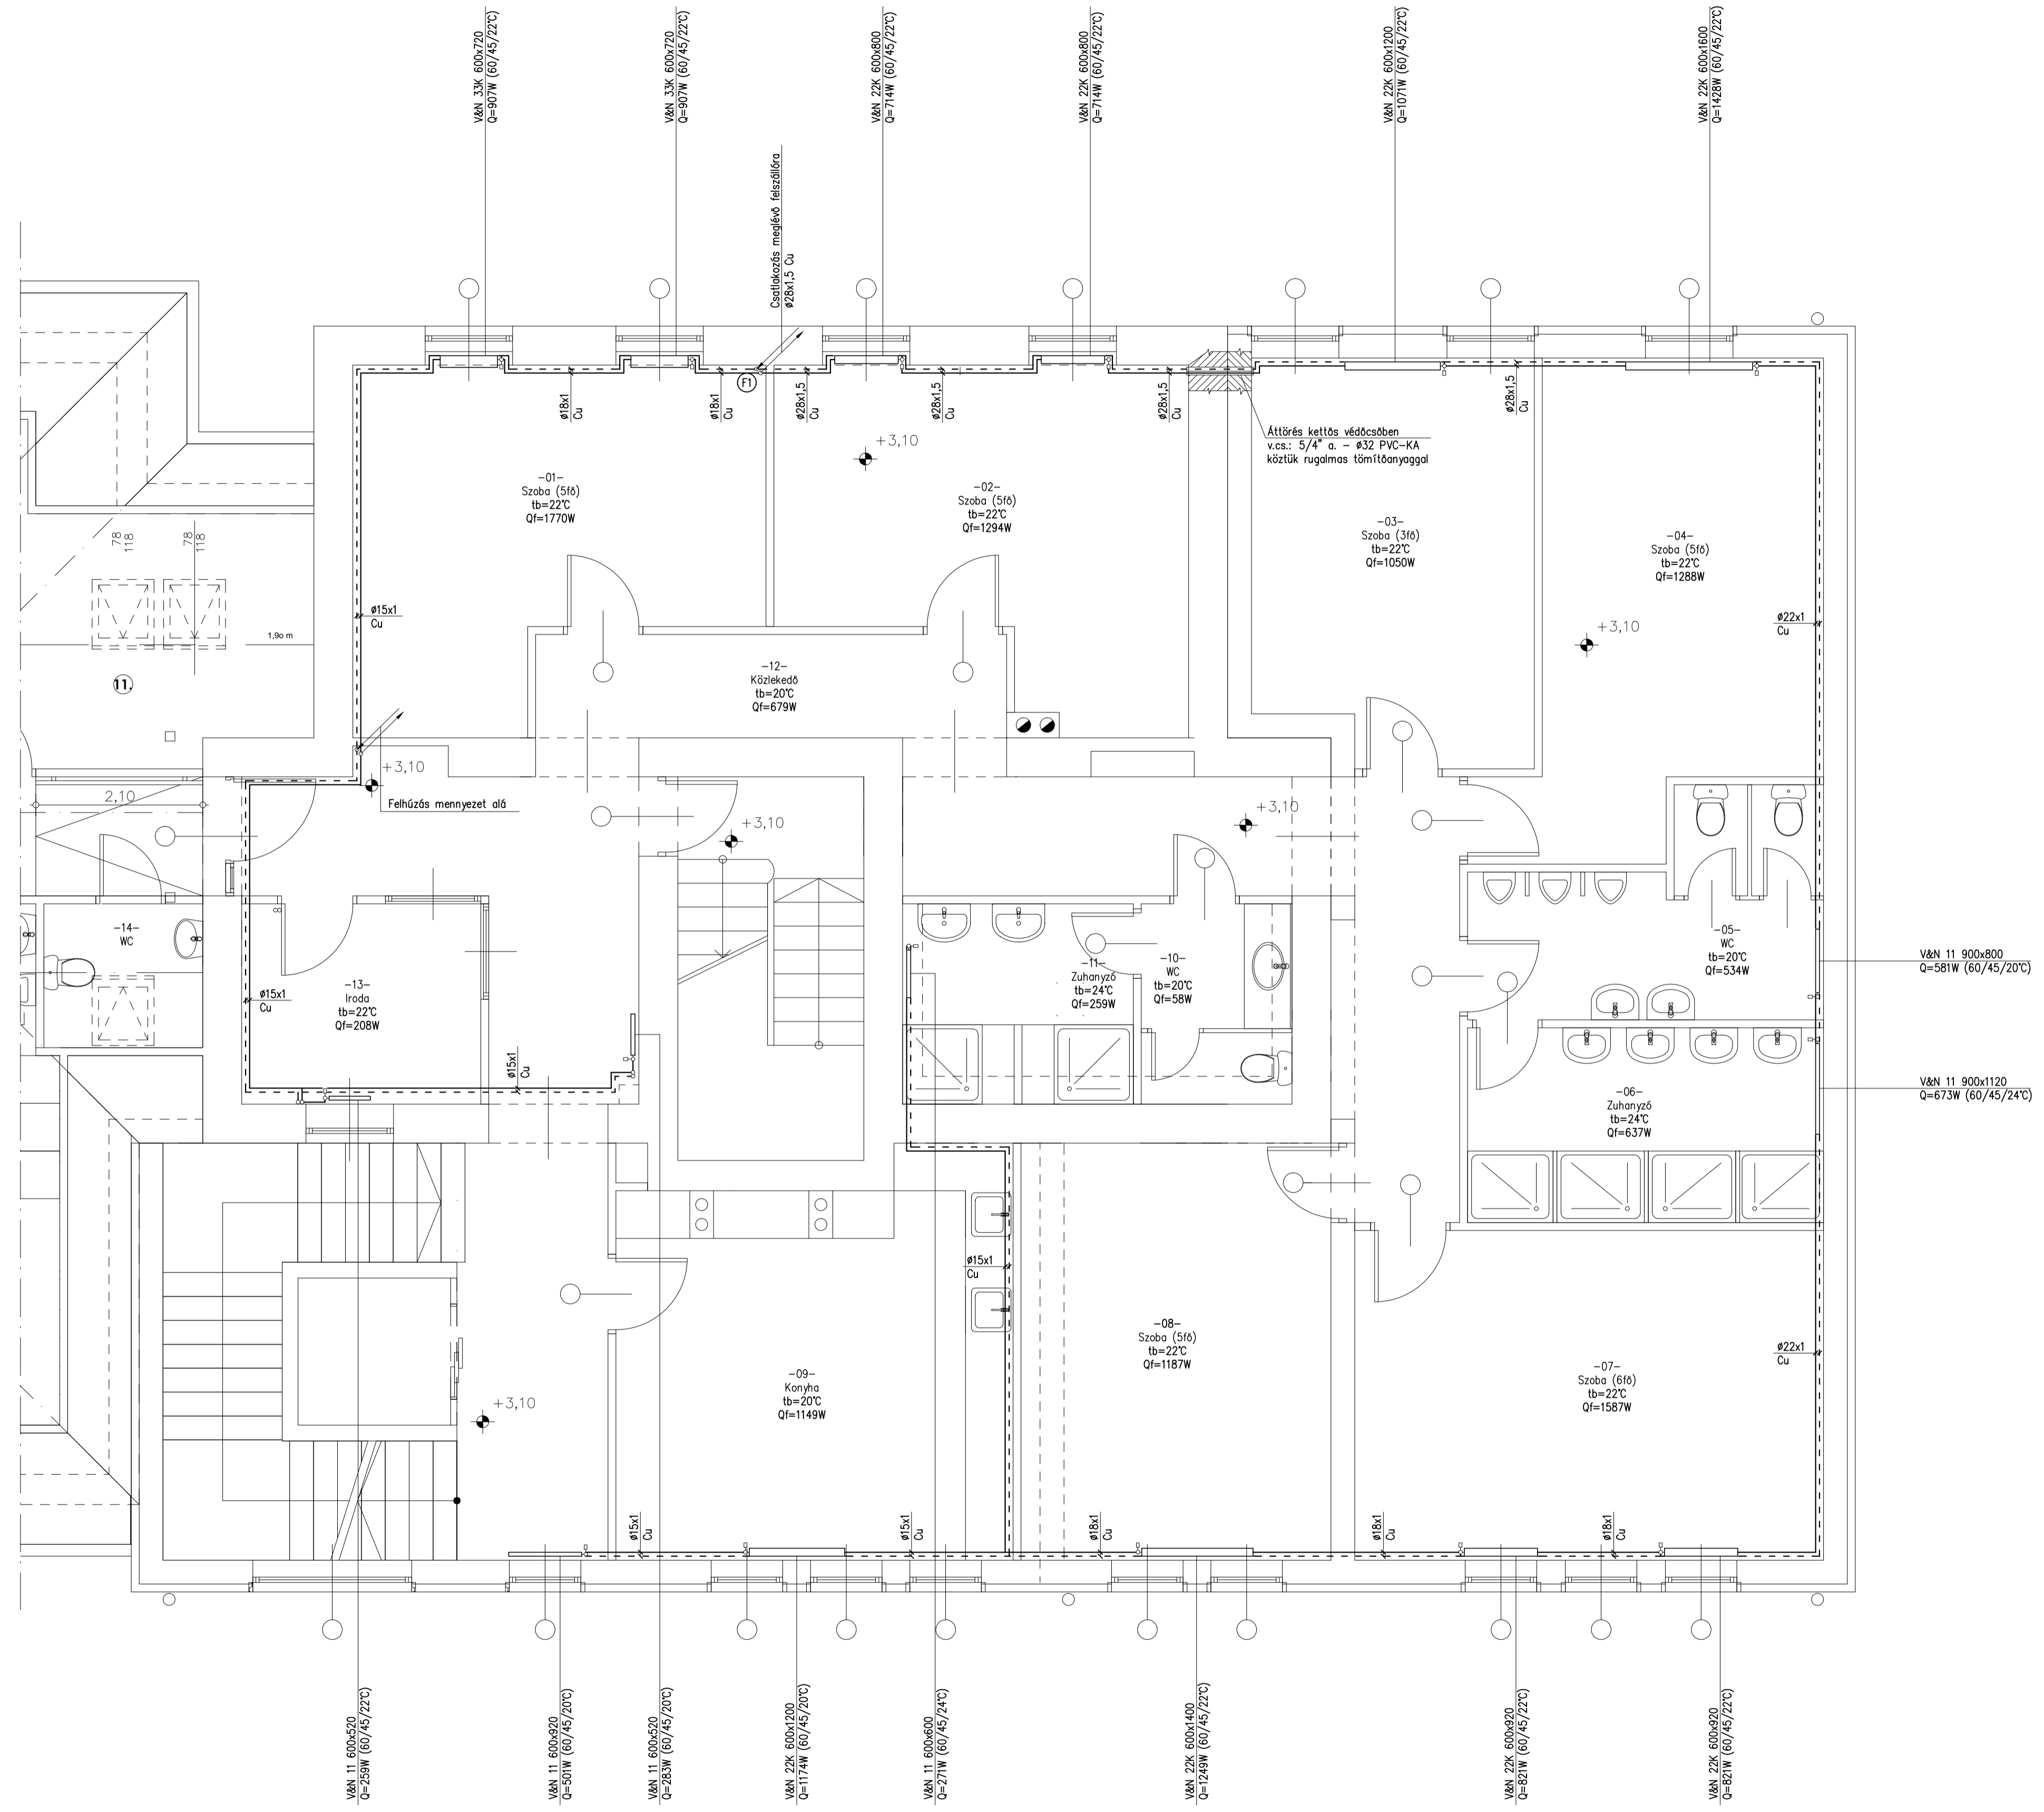 V&N 33K 600x720
Q=907W (60/45/22°C)
V&N 33K 600x720
Q=907W (60/45/22°C)
V&N 22K 600x800
Q=714W (60/45/22°C)
V&N 22K 600x800
Q=714W (60/45/22°C)
V&N 22K 600x1200
Q=1071W (60/45/22°C)
V&N 22K 600x1600
Q=1428W (60/45/22°C)
Csatlakozás meglévő felszállóra
ø28x1,5 Cu
F1
ø18x1
Cu
ø18x1
Cu
ø28x1,5
Cu
ø28x1,5
Cu
ø28x1,5
Cu
ø28x1,5
Cu
Áttörés kettős védőcsőben
v.cs.: 5/4" a. - ø32 PVC-KA
köztük rugalmas tömítőanyaggal
+3,10
-01-
Szoba (5fő)
tb=22°C
Qf=1770W
-02-
Szoba (5fő)
tb=22°C
Qf=1294W
-03-
Szoba (3fő)
tb=22°C
Qf=1050W
-04-
Szoba (5fő)
tb=22°C
Qf=1288W
78
118
78
118
1,90 m
11.
ø15x1
Cu
ø22x1
Cu
+3,10
-12-
Közlekedő
tb=20°C
Qf=679W
+3,10
Felhúzás mennyezet alá
2,10
+3,10
+3,10
-14-
WC
-13-
Iroda
tb=22°C
Qf=208W
ø15x1
Cu
ø15x1
Cu
-11-
Zuhanyzó
tb=24°C
Qf=259W
-10-
WC
tb=20°C
Qf=58W
-05-
WC
tb=20°C
Qf=534W
V&N 11 900x800
Q=581W (60/45/20°C)
V&N 11 900x1120
Q=673W (60/45/24°C)
-06-
Zuhanyzó
tb=24°C
Qf=637W
ø15x1
Cu
-08-
Szoba (5fő)
tb=22°C
Qf=1187W
-07-
Szoba (6fő)
tb=22°C
Qf=1587W
ø22x1
Cu
-09-
Konyha
tb=20°C
Qf=1149W
+3,10
ø15x1
Cu
ø15x1
Cu
ø18x1
Cu
ø18x1
Cu
ø18x1
Cu
V&N 11 600x520
Q=259W (60/45/22°C)
V&N 11 600x920
Q=501W (60/45/20°C)
V&N 11 600x520
Q=283W (60/45/20°C)
V&N 22K 600x1200
Q=1174W (60/45/20°C)
V&N 11 600x600
Q=271W (60/45/24°C)
V&N 22K 600x1400
Q=1249W (60/45/22°C)
V&N 22K 600x920
Q=821W (60/45/22°C)
V&N 22K 600x920
Q=821W (60/45/22°C)